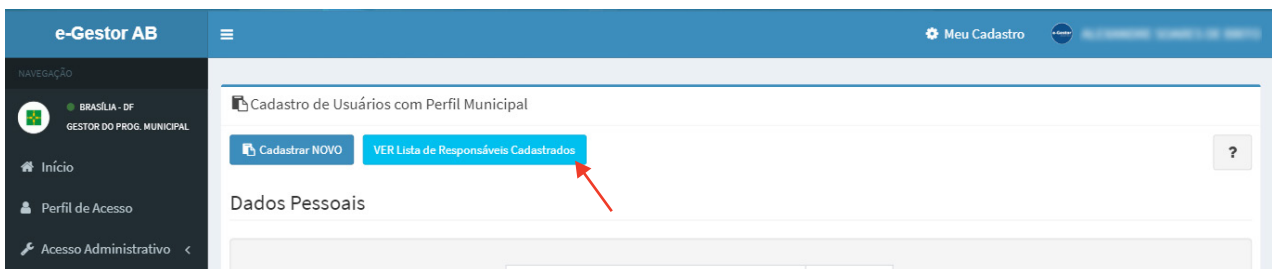 e-Gestor AB
Meu Cadastro
NAVEGAÇÃO
BRASÍLIA - DF
GESTOR DO PROG. MUNICIPAL
Início
Perfil de Acesso
Acesso Administrativo
Cadastro de Usuários com Perfil Municipal
Cadastrar NOVO
VER Lista de Responsáveis Cadastrados
?
Dados Pessoais